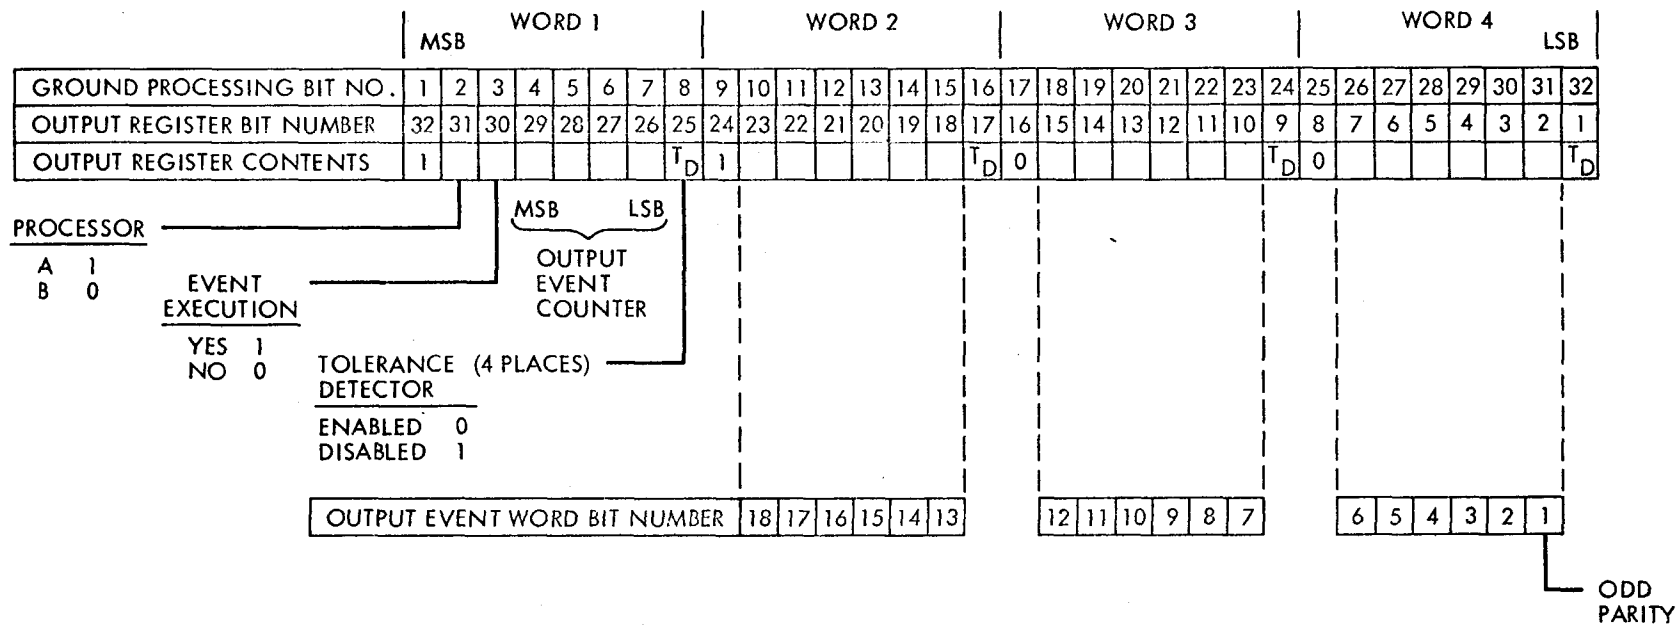 WORD 1 WORD 2 WORD 3 WORD 4
MSB LSB
GROUND PROCESSING BIT NO. 1 2 3 4 5 6 7 8 9 10 11 12 13 14 15 16 17 18 19 20 21 22 23 24 25 26 27 28 29 30 31 32
OUTPUT REGISTER BIT NUMBER 32 31 30 29 28 27 26 25 24 23 22 21 20 19 18 17 16 15 14 13 12 11 10 9 8 7 6 5 4 3 2 1
OUTPUT REGISTER CONTENTS 1 TD 1 TD 0 TD 0 TD
MSB LSB
PROCESSOR
A 1
B 0
OUTPUT
EVENT
COUNTER
EVENT
EXECUTION
YES 1
NO 0
TOLERANCE (4 PLACES)
DETECTOR
ENABLED 0
DISABLED 1
OUTPUT EVENT WORD BIT NUMBER 18 17 16 15 14 13 12 11 10 9 8 7 6 5 4 3 2 1
ODD
PARITY